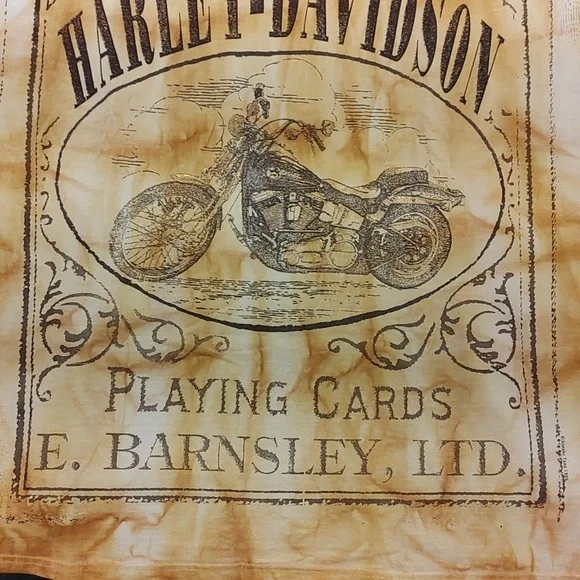 HARLEY-DAVIDSON
PLAYING CARDS
E. BARNSLEY, LTD.